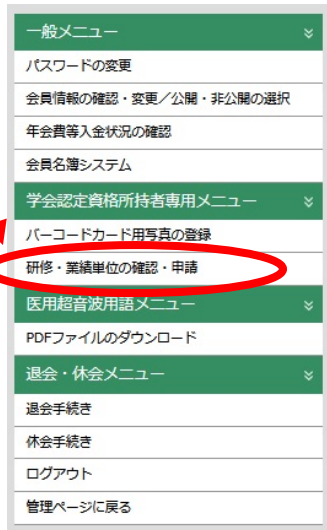 一般メニュー
パスワードの変更
会員情報の確認・変更／公開・非公開の選択
年会費等入金状況の確認
会員名簿システム
学会認定資格所持者専用メニュー
バーコードカード用写真の登録
研修・業績単位の確認・申請
医用超音波用語メニュー
PDFファイルのダウンロード
退会・休会メニュー
退会手続き
休会手続き
ログアウト
管理ページに戻る